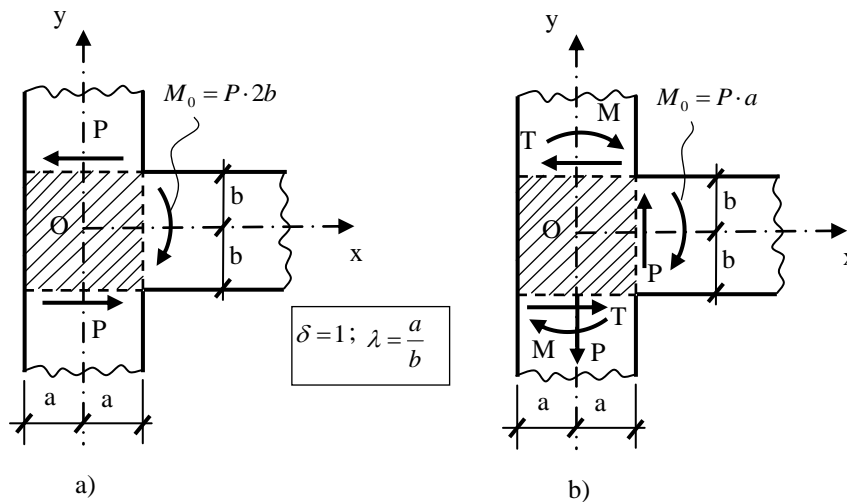 y
M₀ = P·2b
P
b
O
x
b
P
a
a
a)
δ = 1; λ = a/b
y
M₀ = P·a
M
T
b
O
x
P
b
T
M
P
a
a
b)